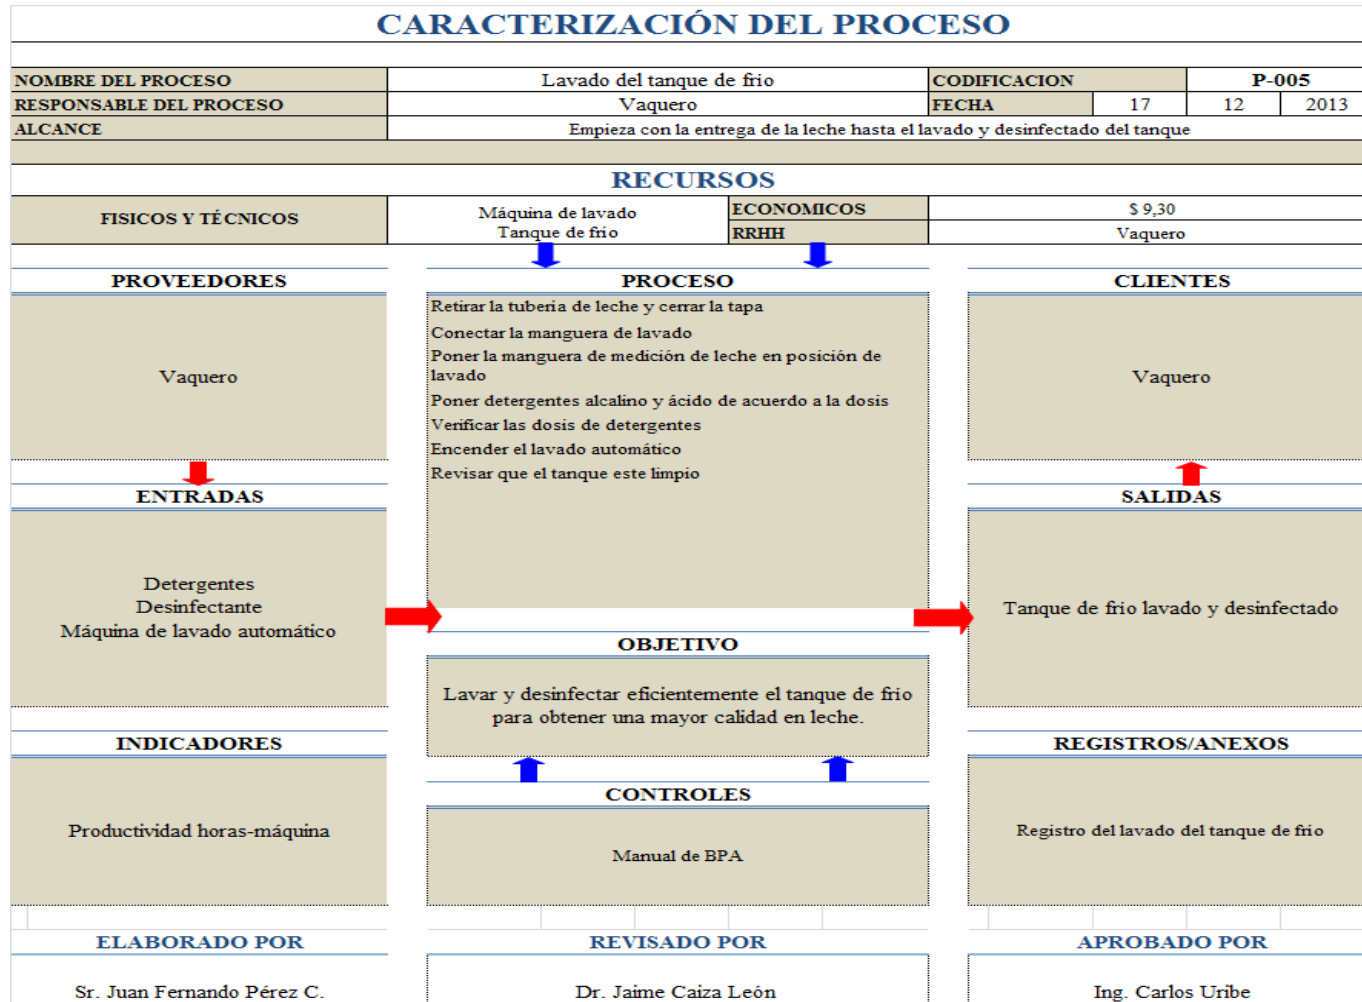 CARACTERIZACIÓN DEL PROCESO
NOMBRE DEL PROCESO Lavado del tanque de frío CODIFICACION P-005
RESPONSABLE DEL PROCESO Vaquero FECHA 17 12 2013
ALCANCE Empieza con la entrega de la leche hasta el lavado y desinfectado del tanque
RECURSOS
FISICOS Y TÉCNICOS
Máquina de lavado
Tanque de frío
ECONOMICOS $ 9,30
RRHH Vaquero
PROVEEDORES
Vaquero
ENTRADAS
Detergentes
Desinfectante
Máquina de lavado automático
INDICADORES
Productividad horas-máquina
PROCESO
Retirar la tubería de leche y cerrar la tapa
Conectar la manguera de lavado
Poner la manguera de medición de leche en posición de
lavado
Poner detergentes alcalino y ácido de acuerdo a la dosis
Verificar las dosis de detergentes
Encender el lavado automático
Revisar que el tanque este limpio
OBJETIVO
Lavar y desinfectar eficientemente el tanque de frío
para obtener una mayor calidad en leche.
CONTROLES
Manual de BPA
CLIENTES
Vaquero
SALIDAS
Tanque de frío lavado y desinfectado
REGISTROS/ANEXOS
Registro del lavado del tanque de frío
ELABORADO POR
Sr. Juan Fernando Pérez C.
REVISADO POR
Dr. Jaime Caiza León
APROBADO POR
Ing. Carlos Uribe